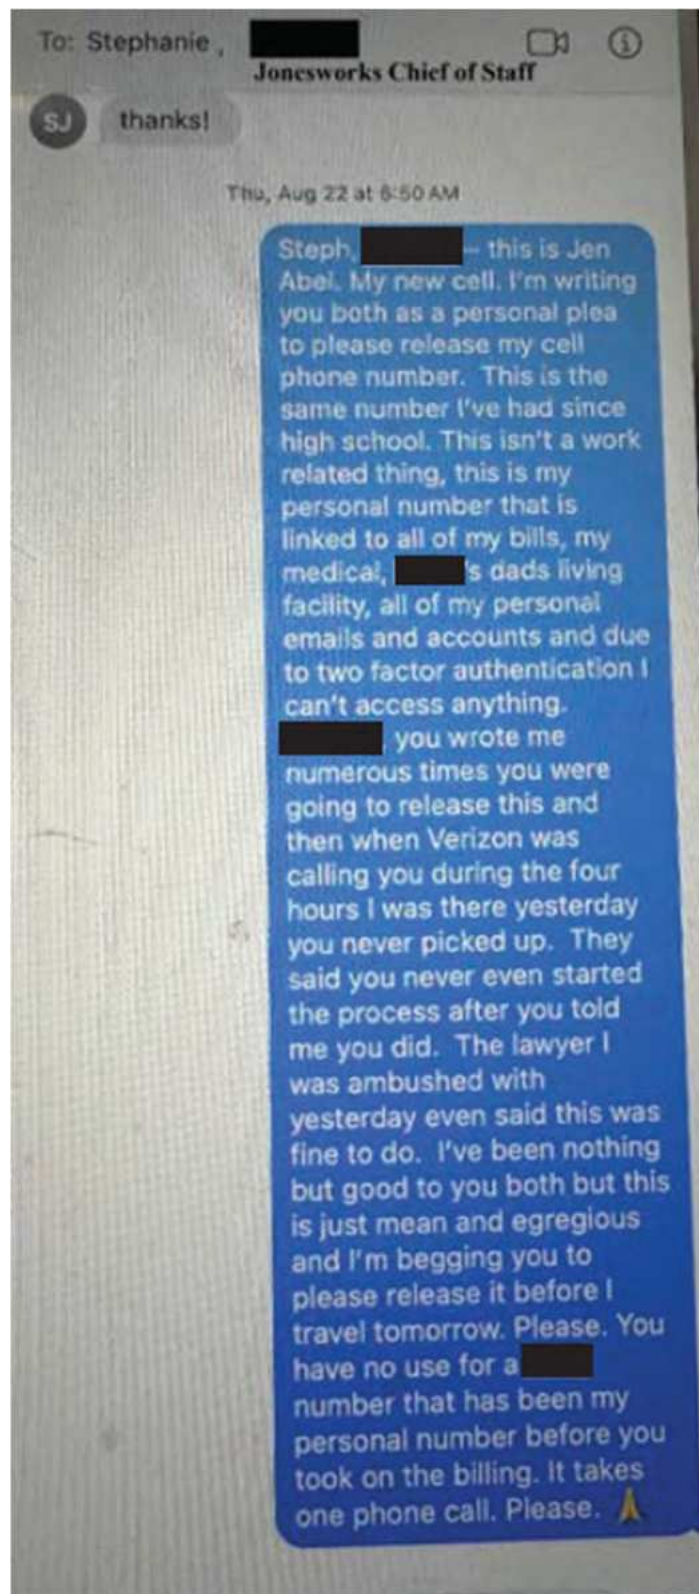 To: Stephanie ,
Jonesworks Chief of Staff
SJ
thanks!
Thu, Aug 22 at 6:50 AM
Steph, -- this is Jen
Abel. My new cell. I'm writing
you both as a personal plea
to please release my cell
phone number.  This is the
same number I've had since
high school. This isn't a work
related thing, this is my
personal number that is
linked to all of my bills, my
medical, 's dads living
facility, all of my personal
emails and accounts and due
to two factor authentication I
can't access anything.
you wrote me
numerous times you were
going to release this and
then when Verizon was
calling you during the four
hours I was there yesterday
you never picked up.  They
said you never even started
the process after you told
me you did.  The lawyer I
was ambushed with
yesterday even said this was
fine to do.  I've been nothing
but good to you both but this
is just mean and egregious
and I'm begging you to
please release it before I
travel tomorrow. Please. You
have no use for a
number that has been my
personal number before you
took on the billing. It takes
one phone call. Please. 🙏